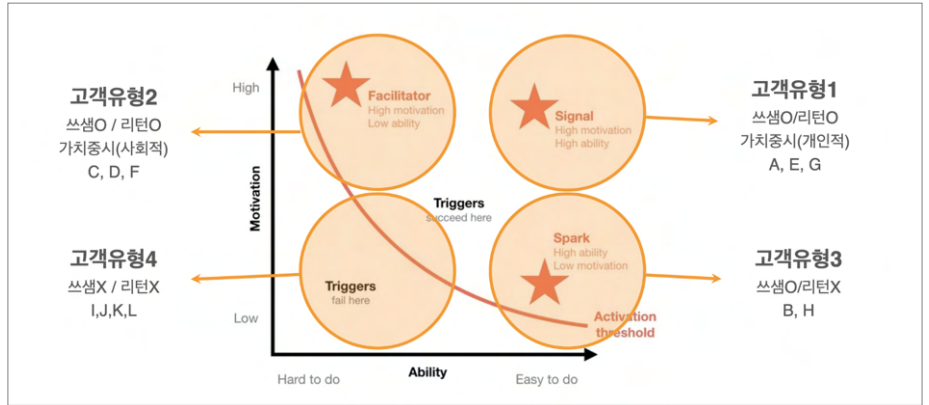 고객유형2
쓰샘O / 리턴O
가치중시(사회적)
C, D, F
고객유형4
쓰샘X / 리턴X
I,J,K,L
High
Motivation
Low
Facilitator
High motivation
Low ability
Signal
High motivation
High ability
Triggers
succeed here
Triggers
fail here
Spark
High ability
Low motivation
Activation
threshold
Hard to do
Ability
Easy to do
고객유형1
쓰샘O/리턴O
가치중시(개인적)
A, E, G
고객유형3
쓰샘O/리턴X
B, H